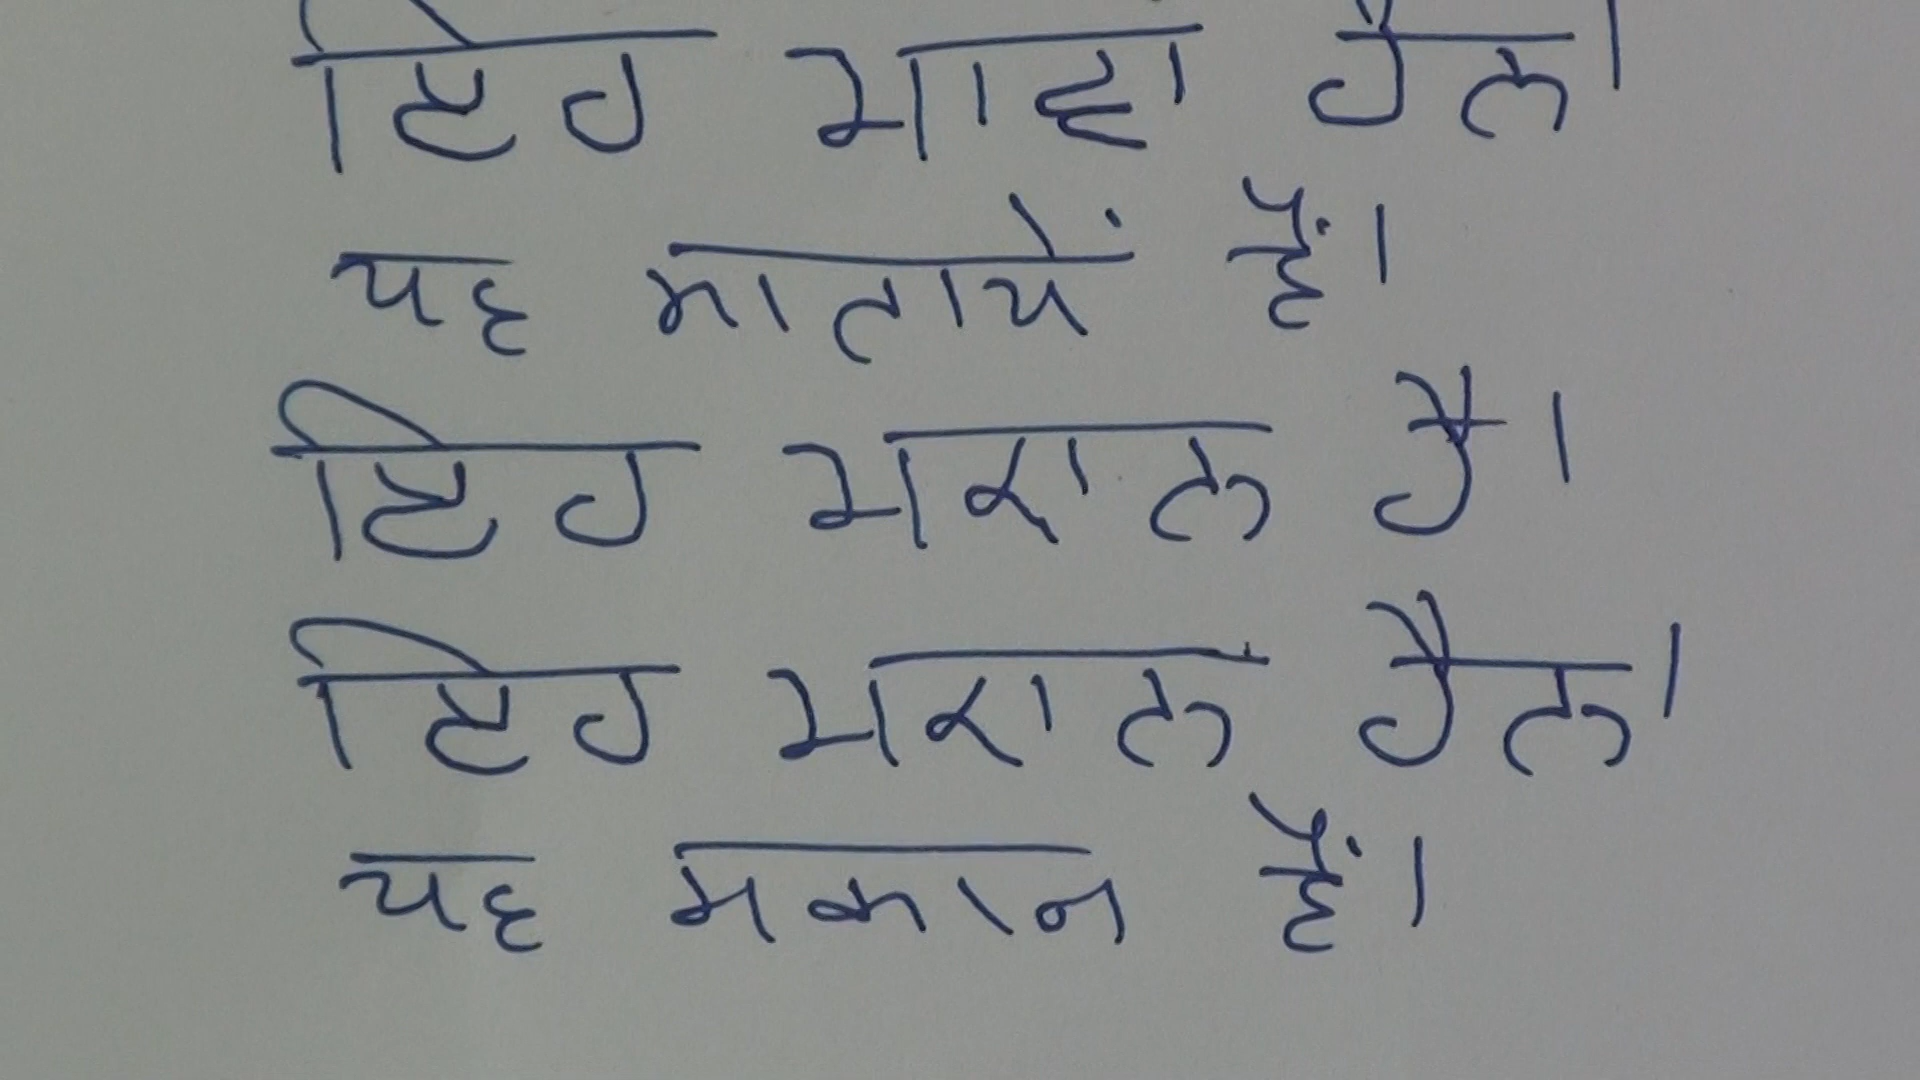 ਇਹ ਮਾਵਾਂ ਹੈਨ।
यह मातायें हैं।
ਇਹ ਮਕਾਨ ਹੈ।
ਇਹ ਮਕਾਨ ਹੈਨ।
यह मकान हैं।